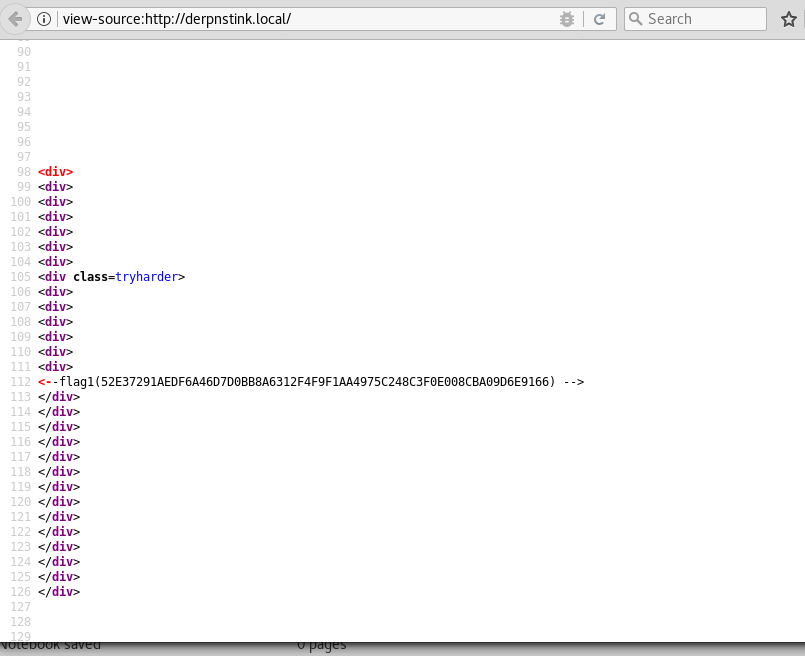 view-source:http://derpnstink.local/
Search
90
91
92
93
94
95
96
97
98 <div>
99 <div>
100 <div>
101 <div>
102 <div>
103 <div>
104 <div>
105 <div class=tryharder>
106 <div>
107 <div>
108 <div>
109 <div>
110 <div>
111 <div>
112 <--flag1(52E37291AEDF6A46D7D0BB8A6312F4F9F1AA4975C248C3F0E008CBA09D6E9166) -->
113 </div>
114 </div>
115 </div>
116 </div>
117 </div>
118 </div>
119 </div>
120 </div>
121 </div>
122 </div>
123 </div>
124 </div>
125 </div>
126 </div>
127
128
129
Notebook saved
0 pages